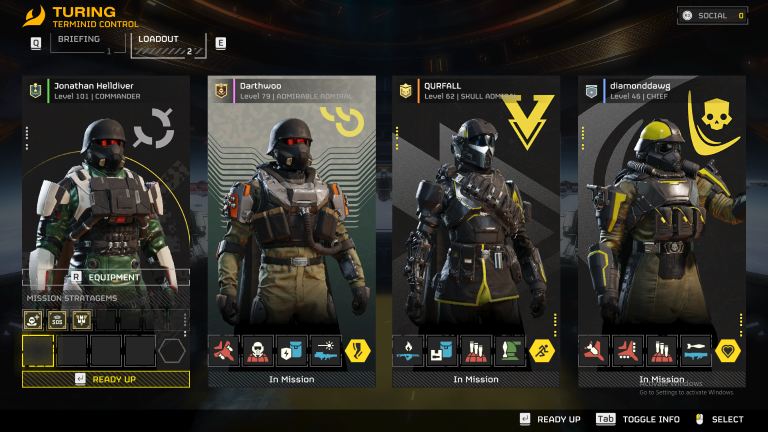 TURING
TERMINID CONTROL
SOCIAL 0
Q
BRIEFING
1
LOADOUT
2
E
Jonathan Helldiver
Level 101 | COMMANDER
Darthwoo
Level 79 | ADMIRABLE ADMIRAL
QURFALL
Level 62 | SKULL ADMIRAL
diamonddawg
Level 46 | CHIEF
R EQUIPMENT
MISSION STRATAGEMS
SOS
READY UP
In Mission
In Mission
In Mission
Activate Windows
Go to Settings to activate Windows.
READY UP
Tab TOGGLE INFO
SELECT